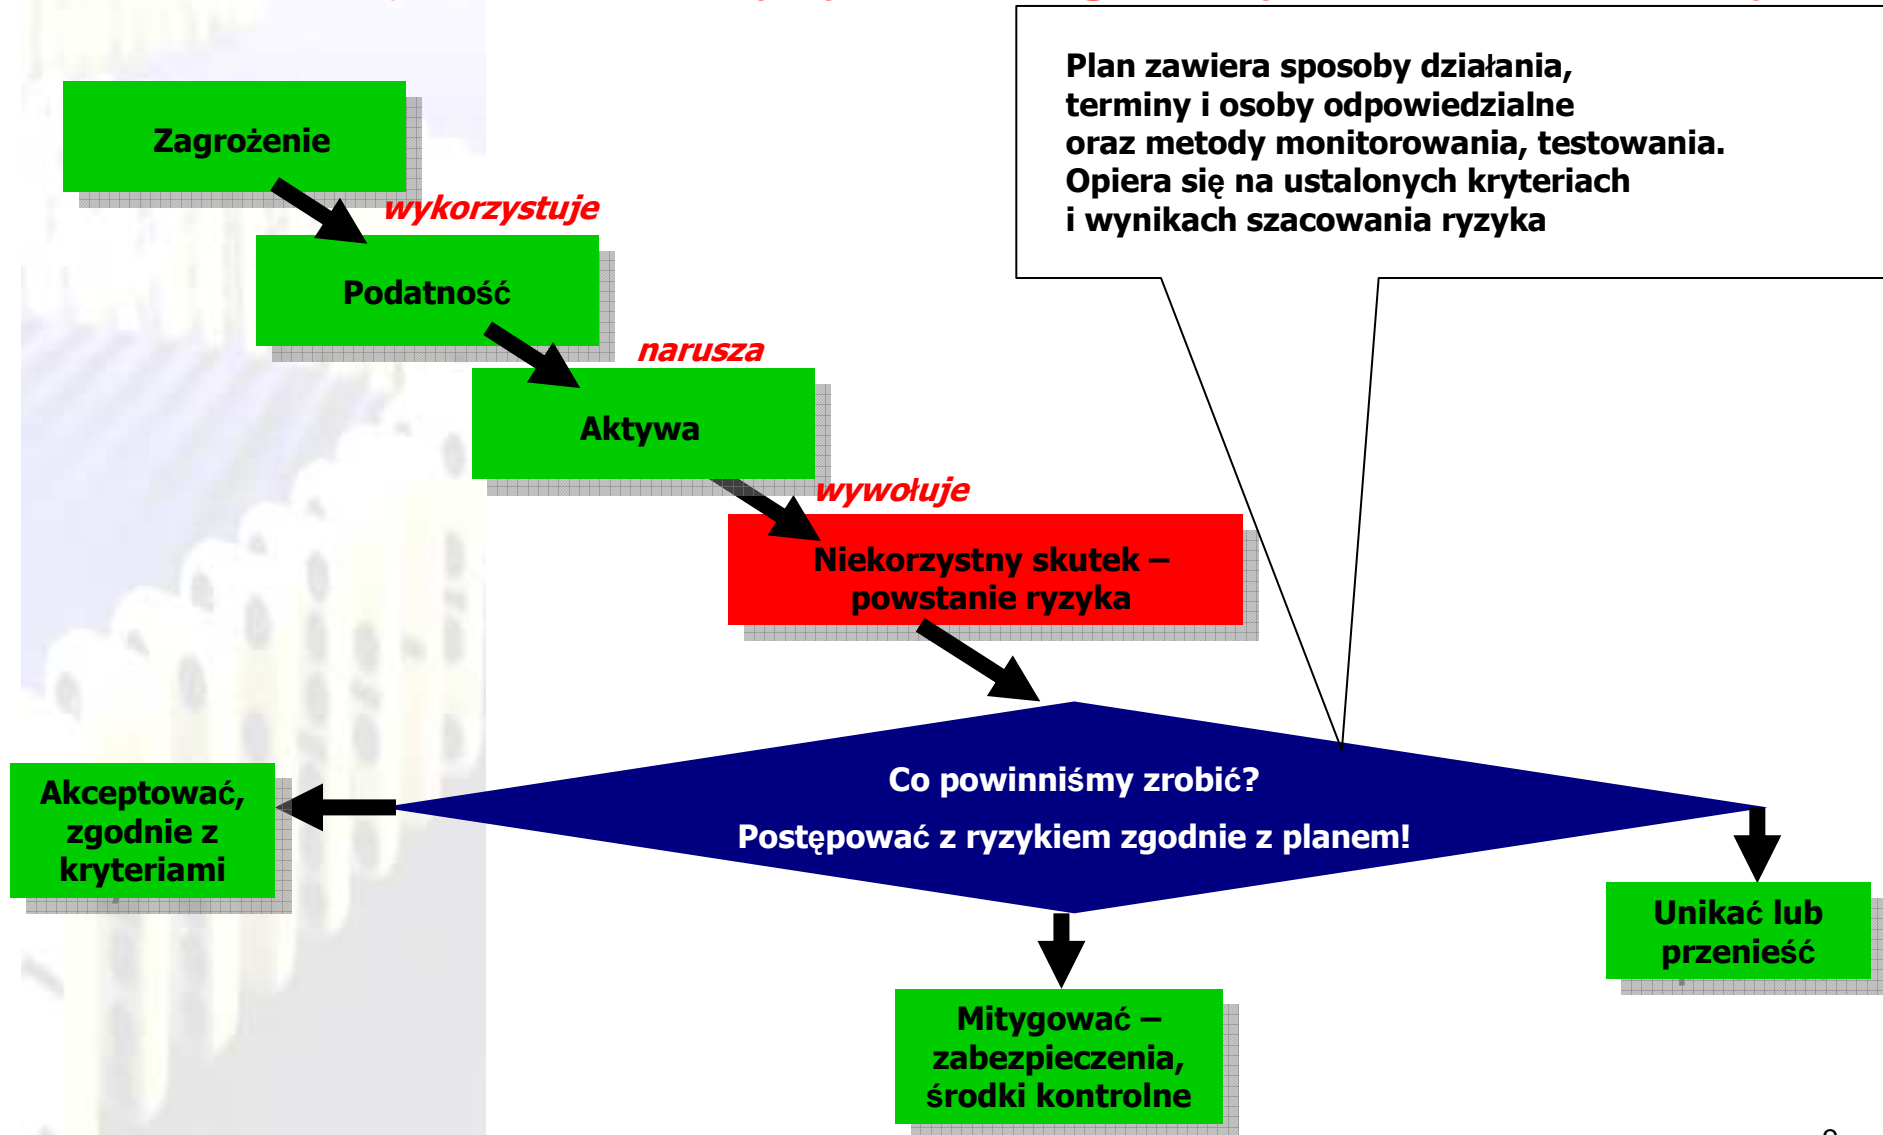 Plan zawiera sposoby działania,
terminy i osoby odpowiedzialne
oraz metody monitorowania, testowania.
Opiera się na ustalonych kryteriach
i wynikach szacowania ryzyka
Zagrożenie
wykorzystuje
Podatność
narusza
Aktywa
wywołuje
Niekorzystny skutek –
powstanie ryzyka
Co powinniśmy zrobić?
Postępować z ryzykiem zgodnie z planem!
Akceptować,
zgodnie z
kryteriami
Unikać lub
przenieść
Mitygować –
zabezpieczenia,
środki kontrolne